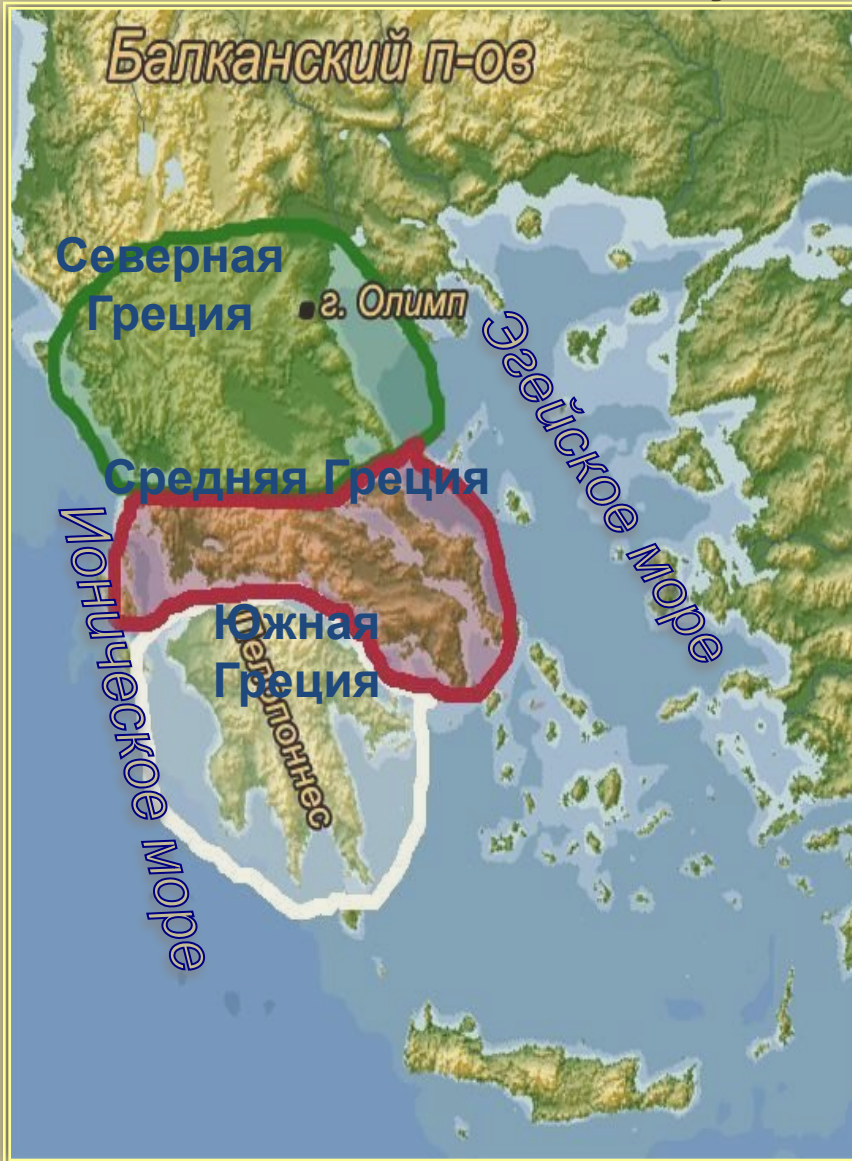 Балканский п-ов
Северная
Греция
г. Олимп
Эгейское море
Средняя Греция
Ионическое море
Южная
Греция
Пелопоннес